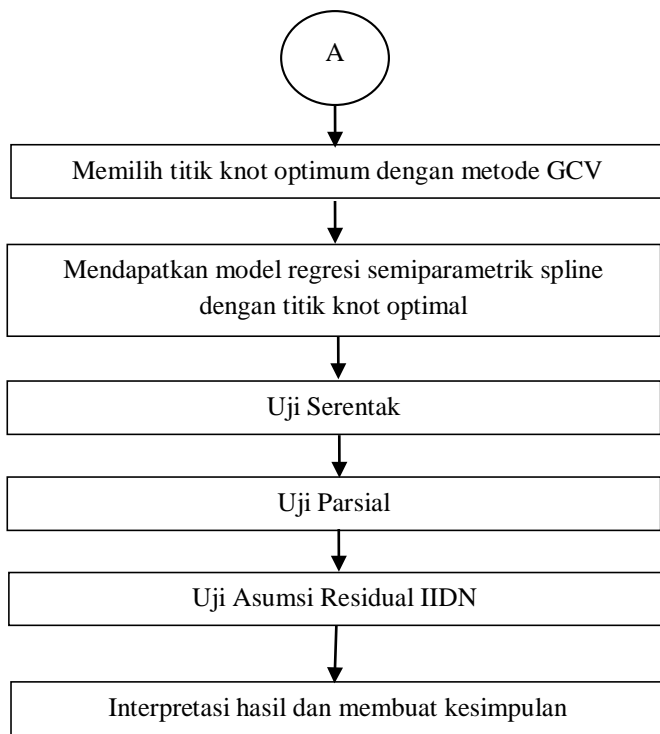 A
Memilih titik knot optimum dengan metode GCV
Mendapatkan model regresi semiparametrik spline
dengan titik knot optimal
Uji Serentak
Uji Parsial
Uji Asumsi Residual IIDN
Interpretasi hasil dan membuat kesimpulan